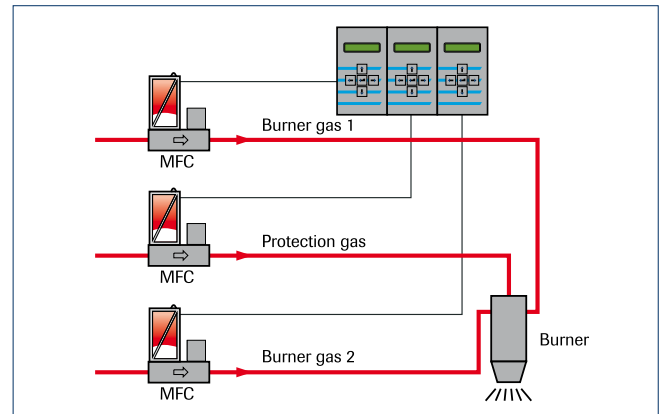 Burner gas 1
MFC
Protection gas
MFC
Burner
Burner gas 2
MFC